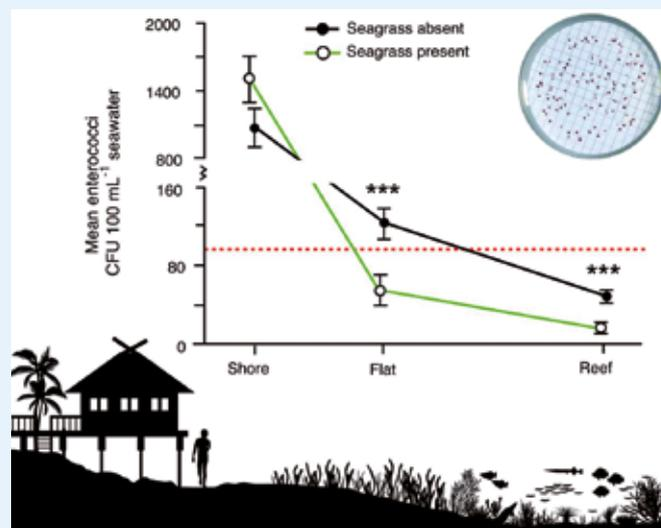 2000
Seagrass absent
Seagrass present
1400
800
Mean enterococci
CFU 100 mL⁻¹ seawater
160
***
80
***
0
Shore Flat Reef